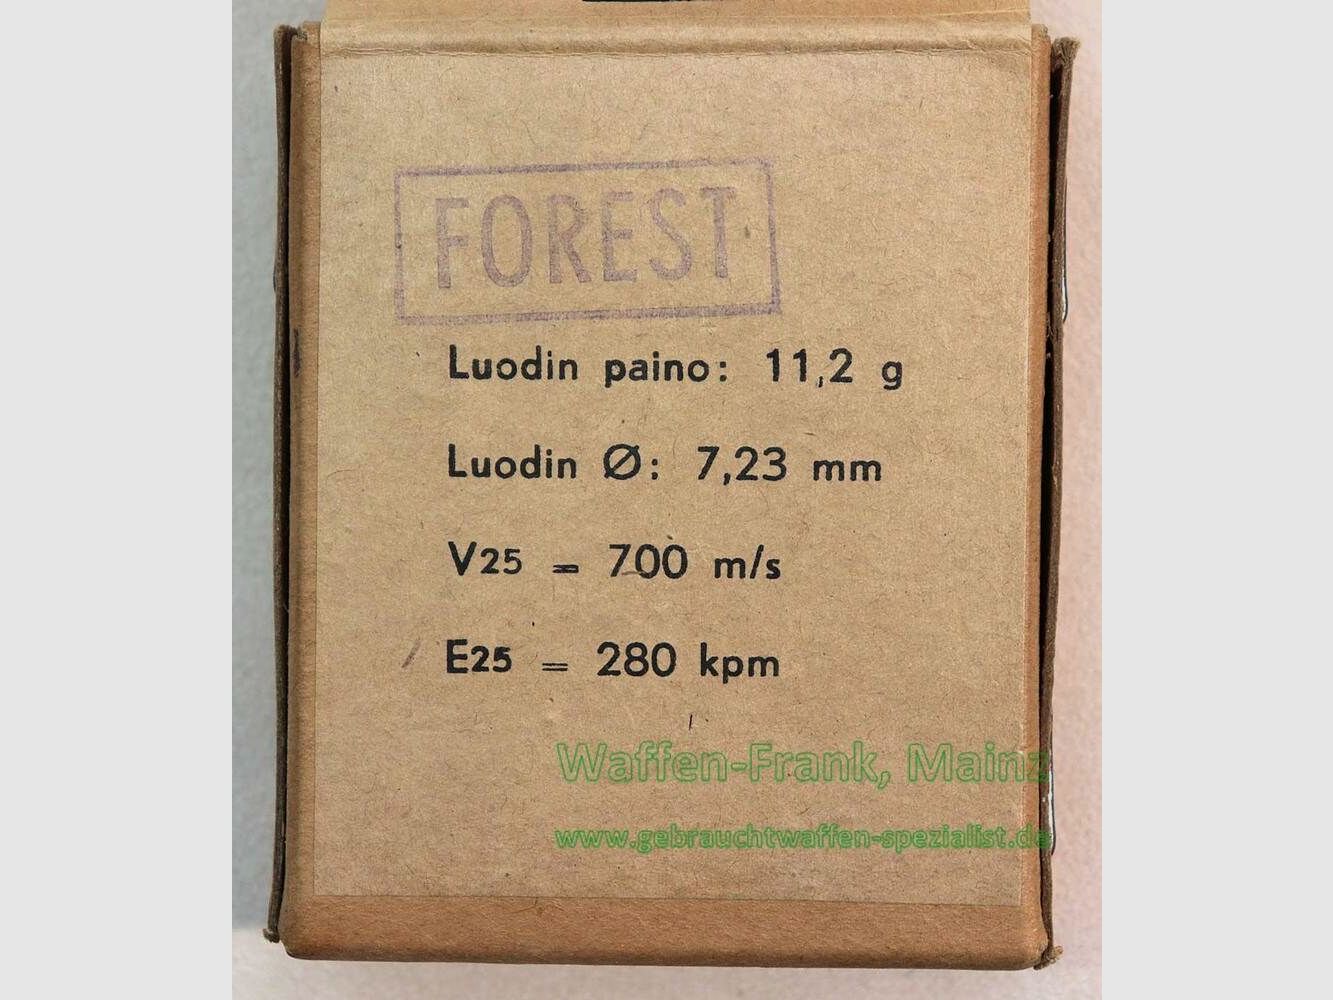 FOREST
Luodin paino: 11,2 g
Luodin Ø: 7,23 mm
V25 = 700 m/s
E25 = 280 kpm
Waffen-Frank, Mainz
www.gebrauchtwaffen-spezialist.de